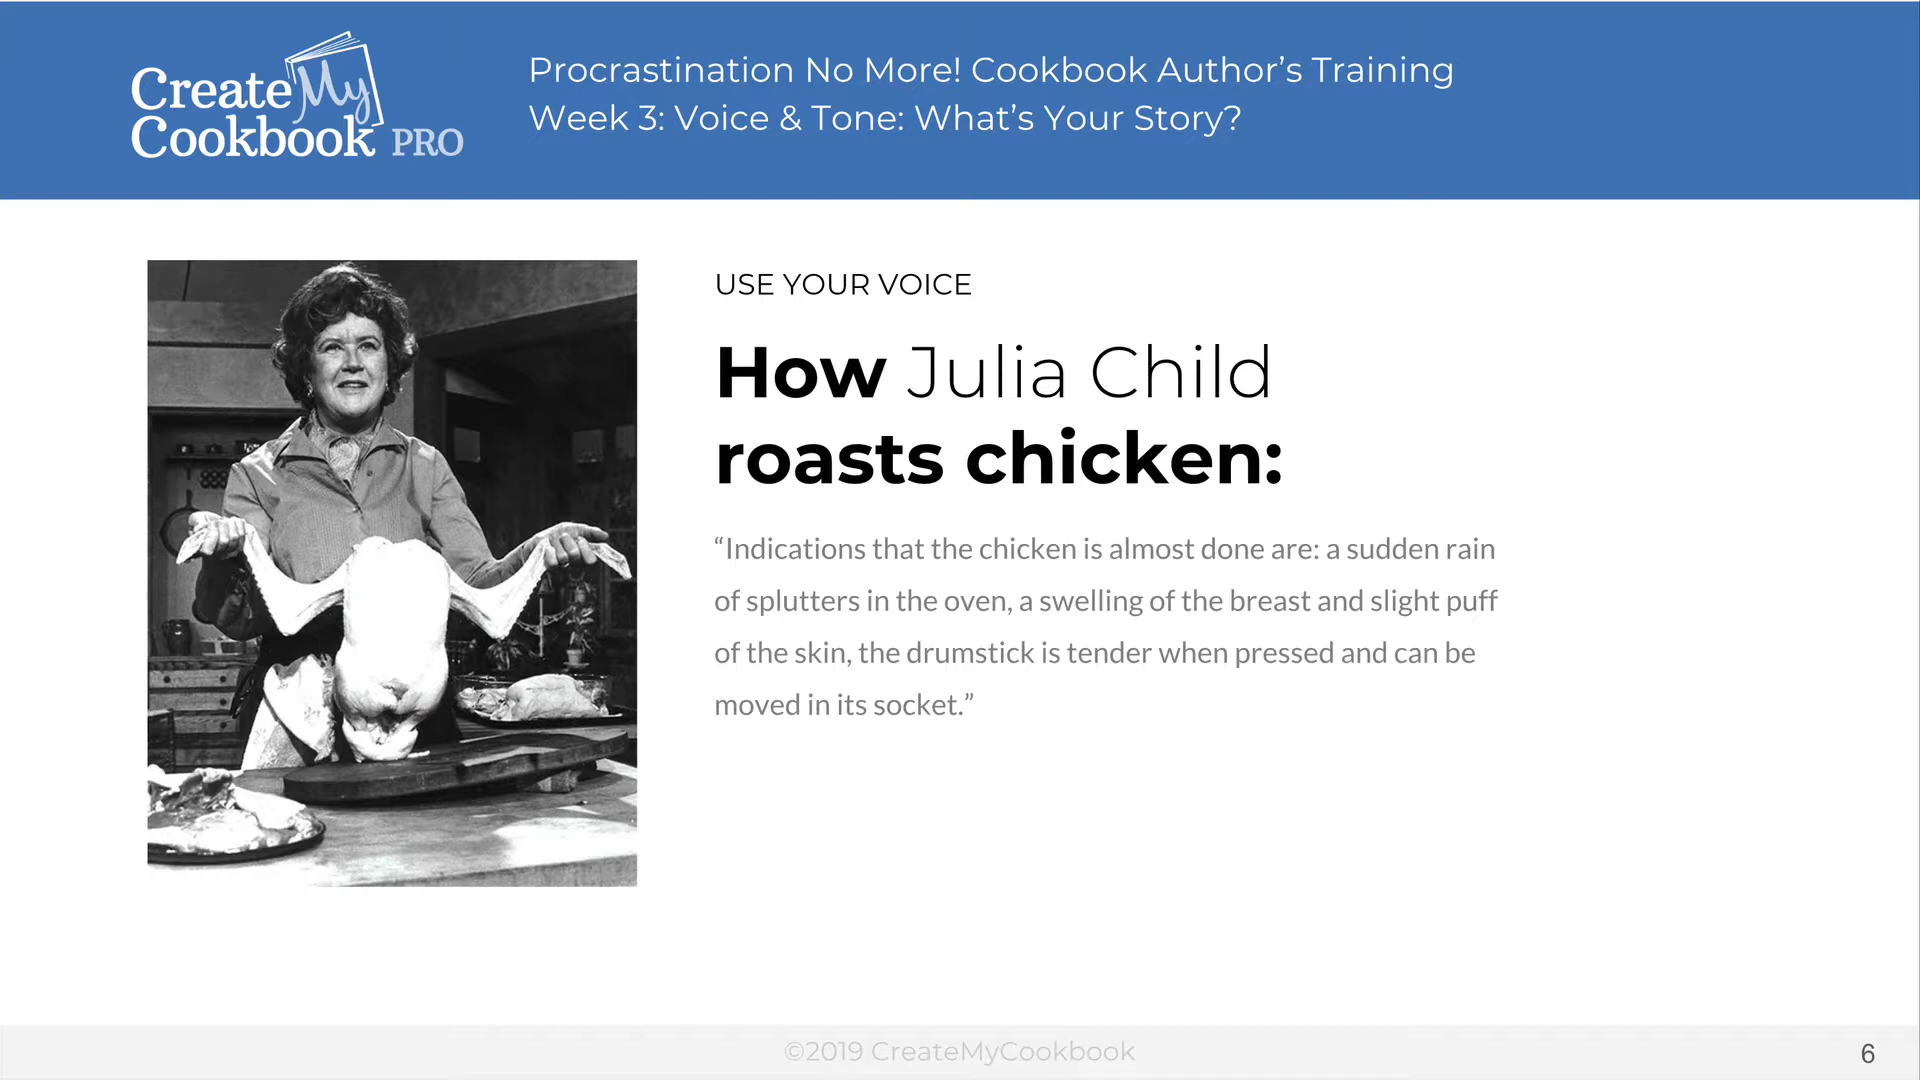 Create My
Cookbook PRO
Procrastination No More! Cookbook Author’s Training
Week 3: Voice & Tone: What’s Your Story?
USE YOUR VOICE
How Julia Child
roasts chicken:
“Indications that the chicken is almost done are: a sudden rain
of splutters in the oven, a swelling of the breast and slight puff
of the skin, the drumstick is tender when pressed and can be
moved in its socket.”
©2019 CreateMyCookbook
6